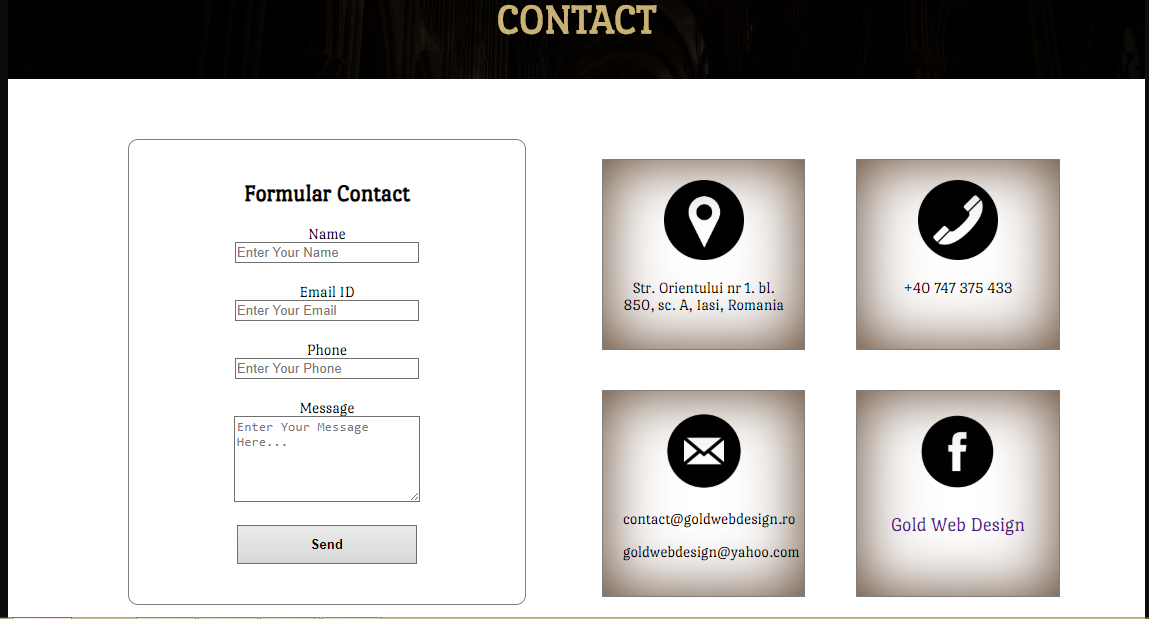 CONTACT
Formular Contact
Name
Enter Your Name
Email ID
Enter Your Email
Phone
Enter Your Phone
Message
Enter Your Message
Here...
Send
Str. Orientului nr 1. bl.
850, sc. A, Iasi, Romania
+40 747 375 433
contact@goldwebdesign.ro
goldwebdesign@yahoo.com
f
Gold Web Design